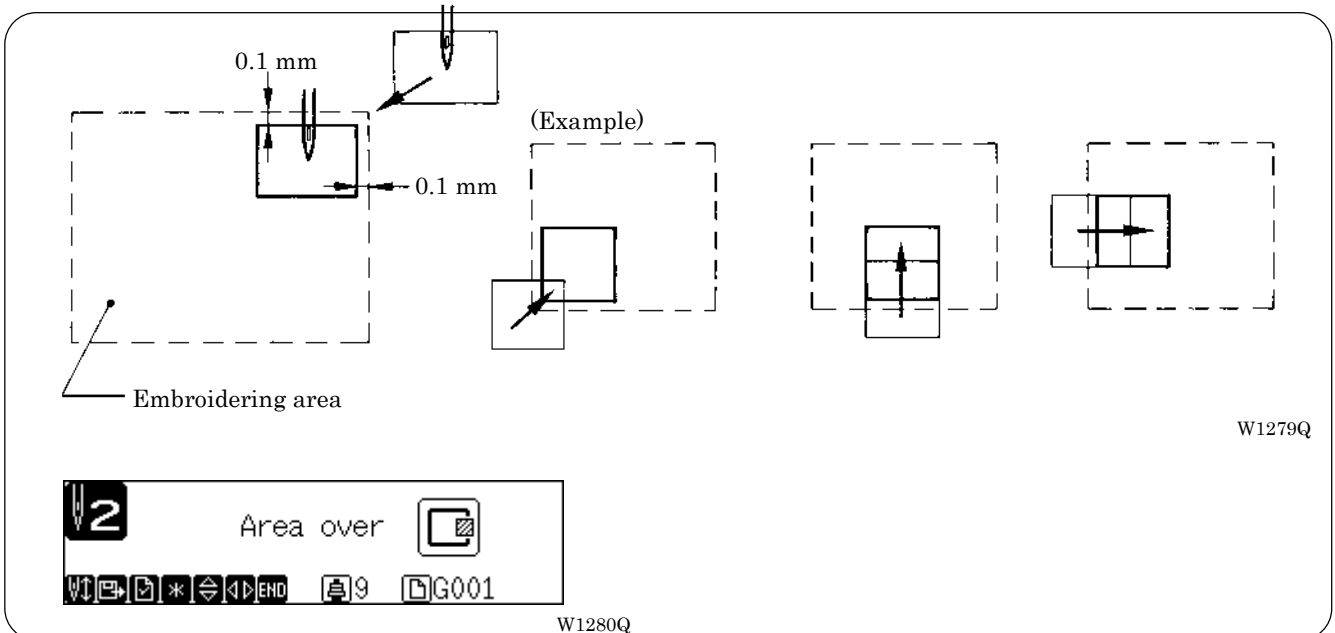 0.1 mm
(Example)
0.1 mm
Embroidering area
W1279Q
2
Area over
END 9 G001
W1280Q